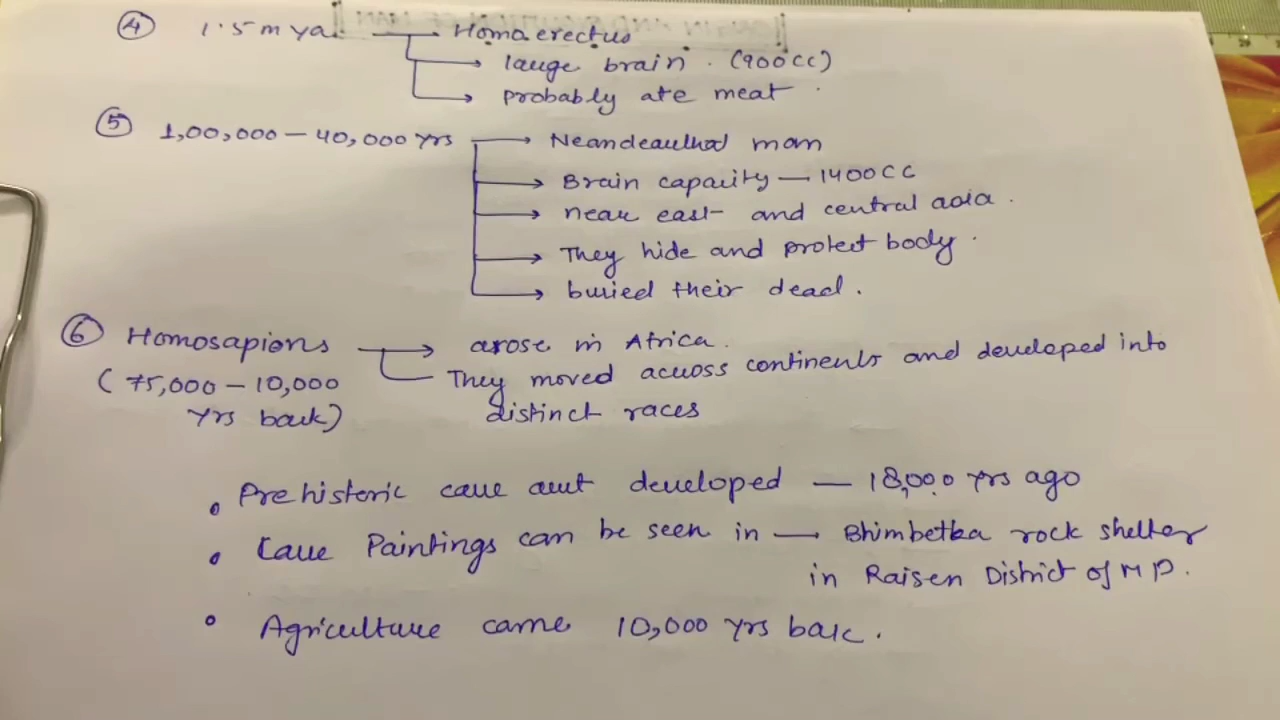 ④ 1.5 mya → Homo erectus
→ large brain. (900cc)
→ probably ate meat.
⑤ 1,00,000 – 40,000 yrs → Neanderthal man
→ Brain capacity – 1400CC
→ near east and central asia.
→ They hide and protect body.
→ buried their dead.
⑥ Homosapions → arose in Africa.
(75,000 – 10,000 They moved across continents and developed into
yrs back) distinct races
• Prehistoric cave art developed – 18,000 yrs ago
• Cave Paintings can be seen in → Bhimbetka rock shelter
in Raisen District of MP.
• Agriculture came 10,000 yrs back.